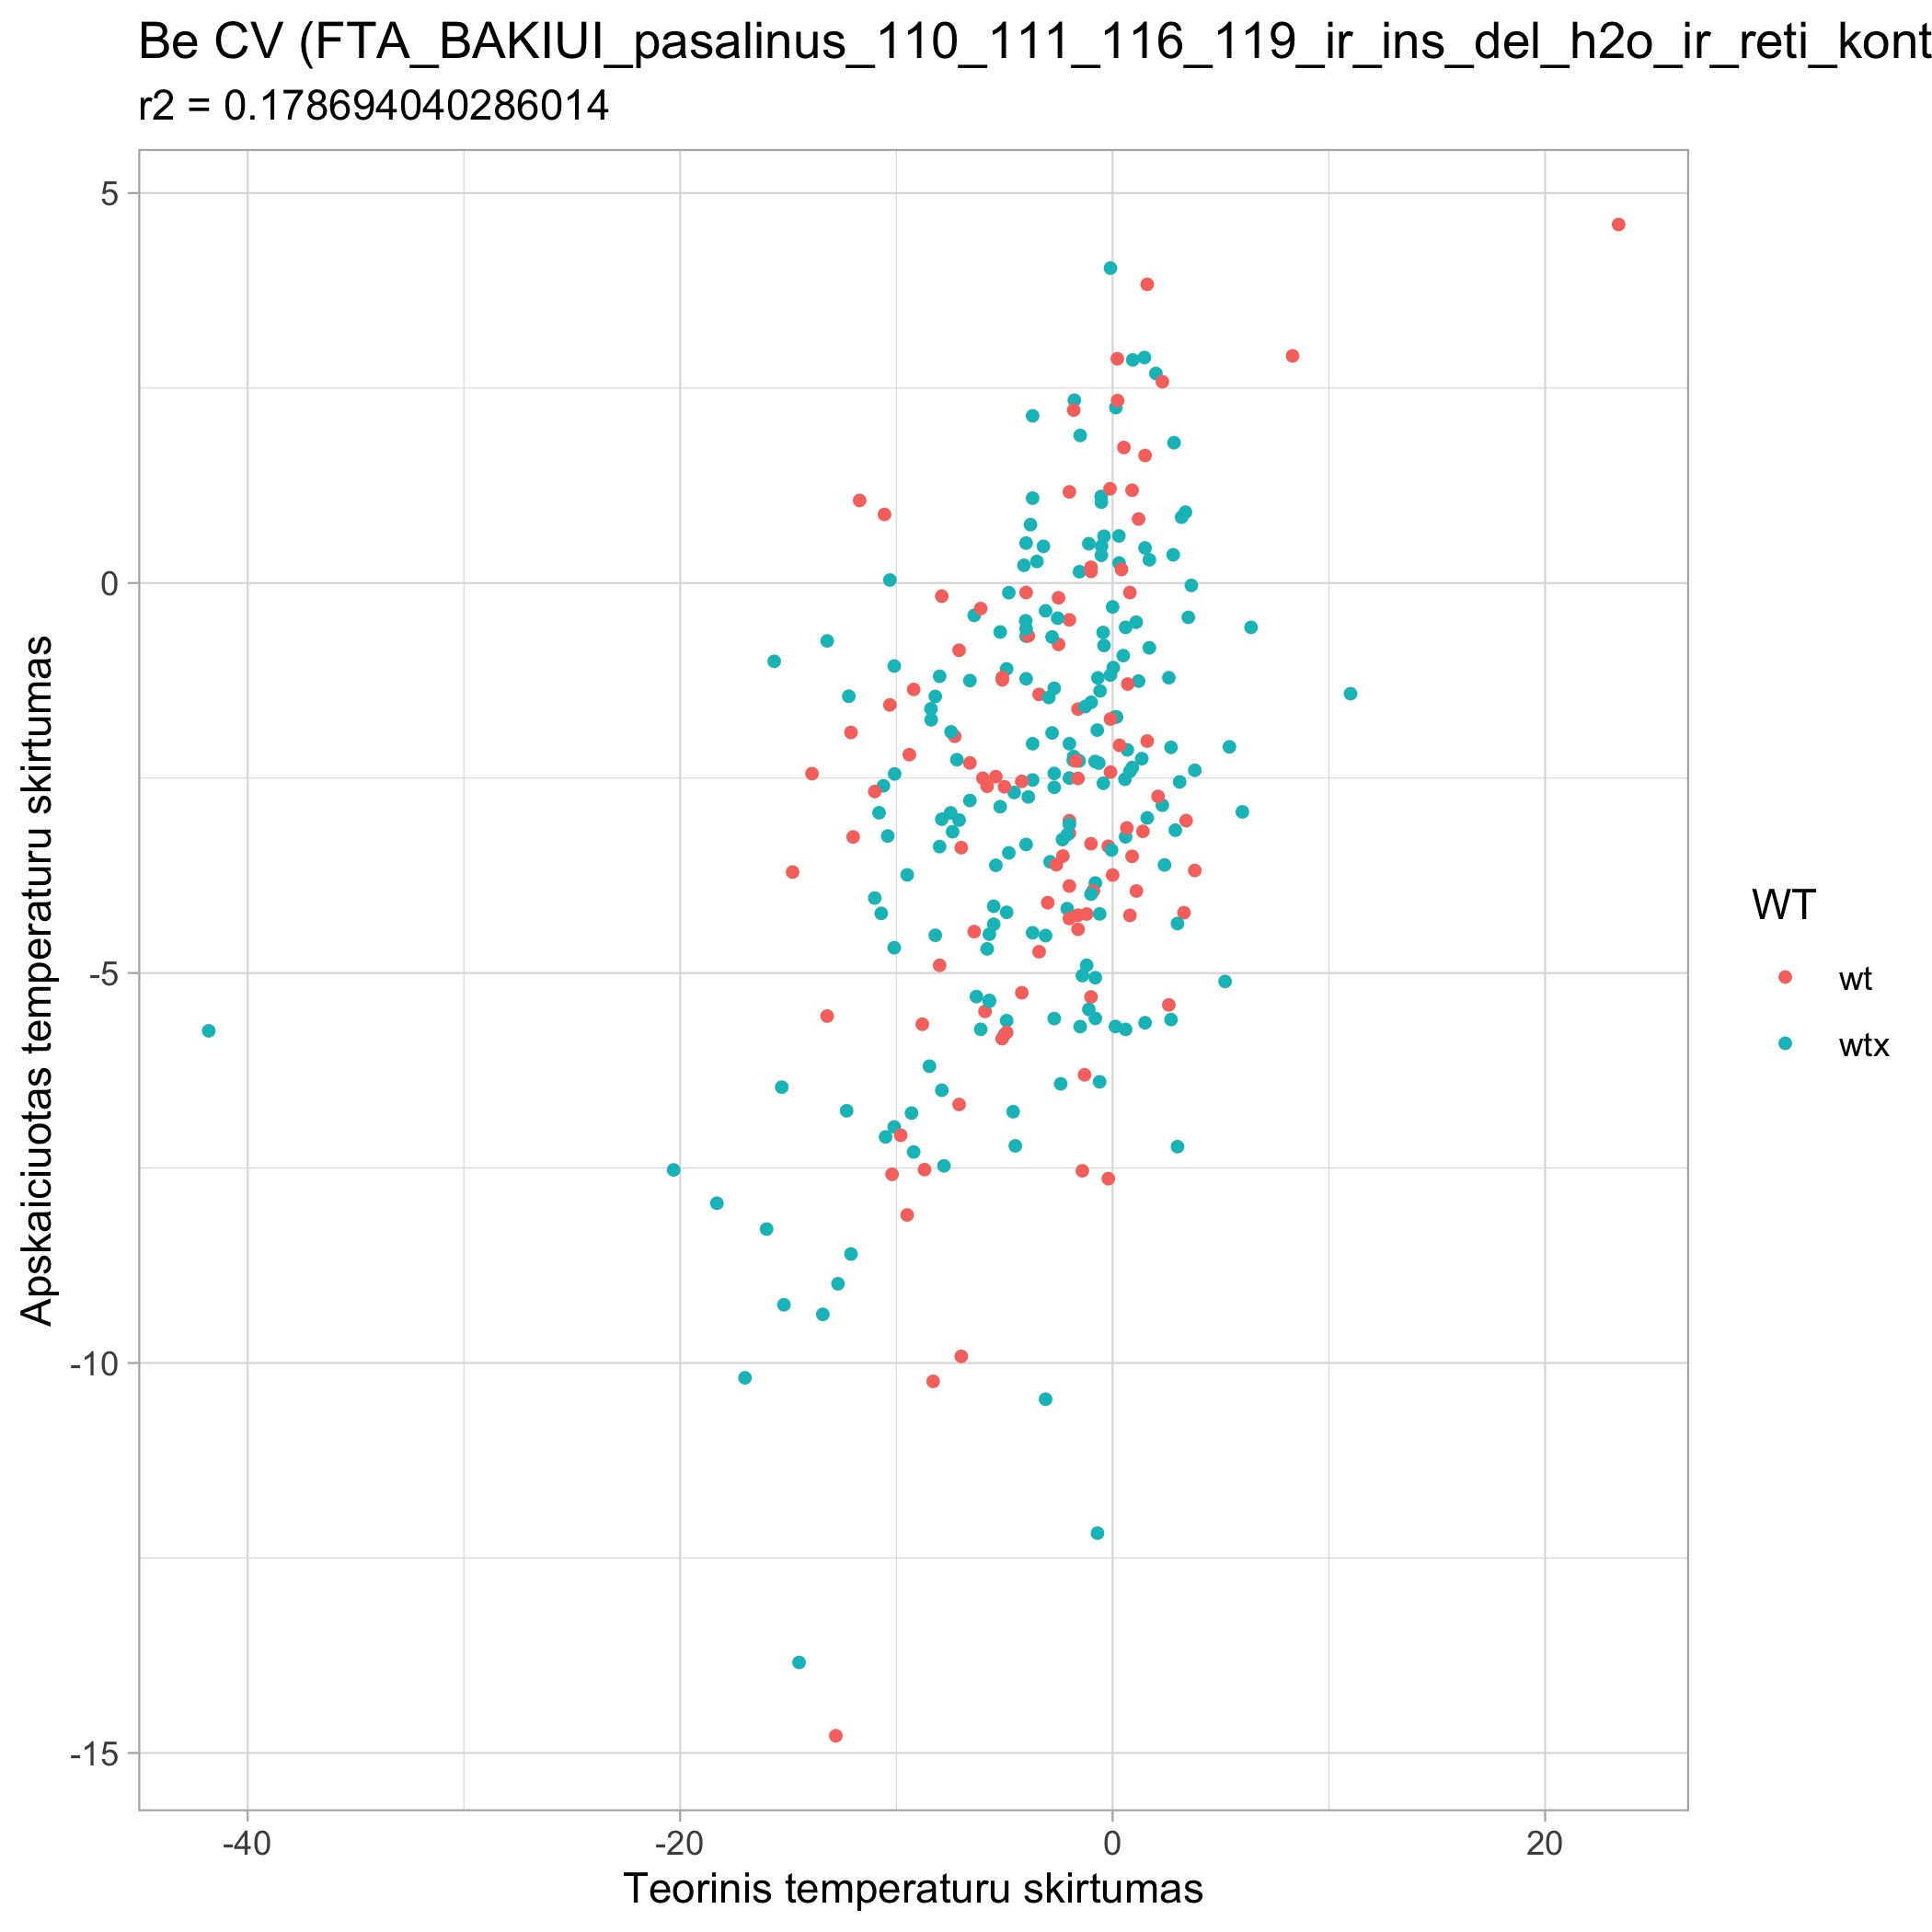 Be CV (FTA_BAKIUI_pasalinus_110_111_116_119_ir_ins_del_h2o_ir_reti_kont
r2 = 0.178694040286014
5
0
-5
-10
-15
Apskaiciuotas temperaturu skirtumas
-40
-20
0
20
Teorinis temperaturu skirtumas
WT
wt
wtx